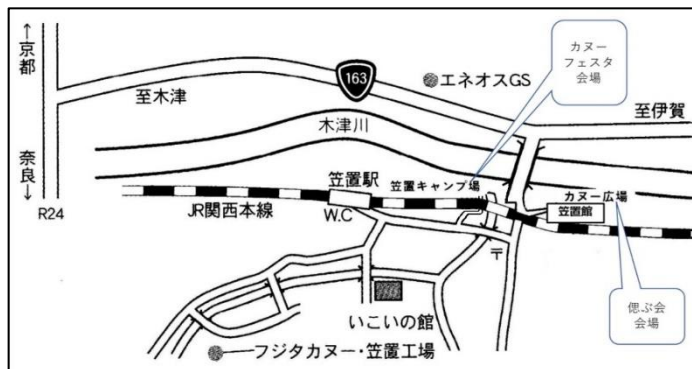 ←京都
奈良→
R24
至木津
163
エネオスGS
カヌー
フェスタ
会場
至伊賀
木津川
笠置駅
笠置キャンプ場
カヌー広場
笠置館
JR関西本線
W.C
〒
いこいの館
偲ぶ会
会場
フジタカヌー・笠置工場